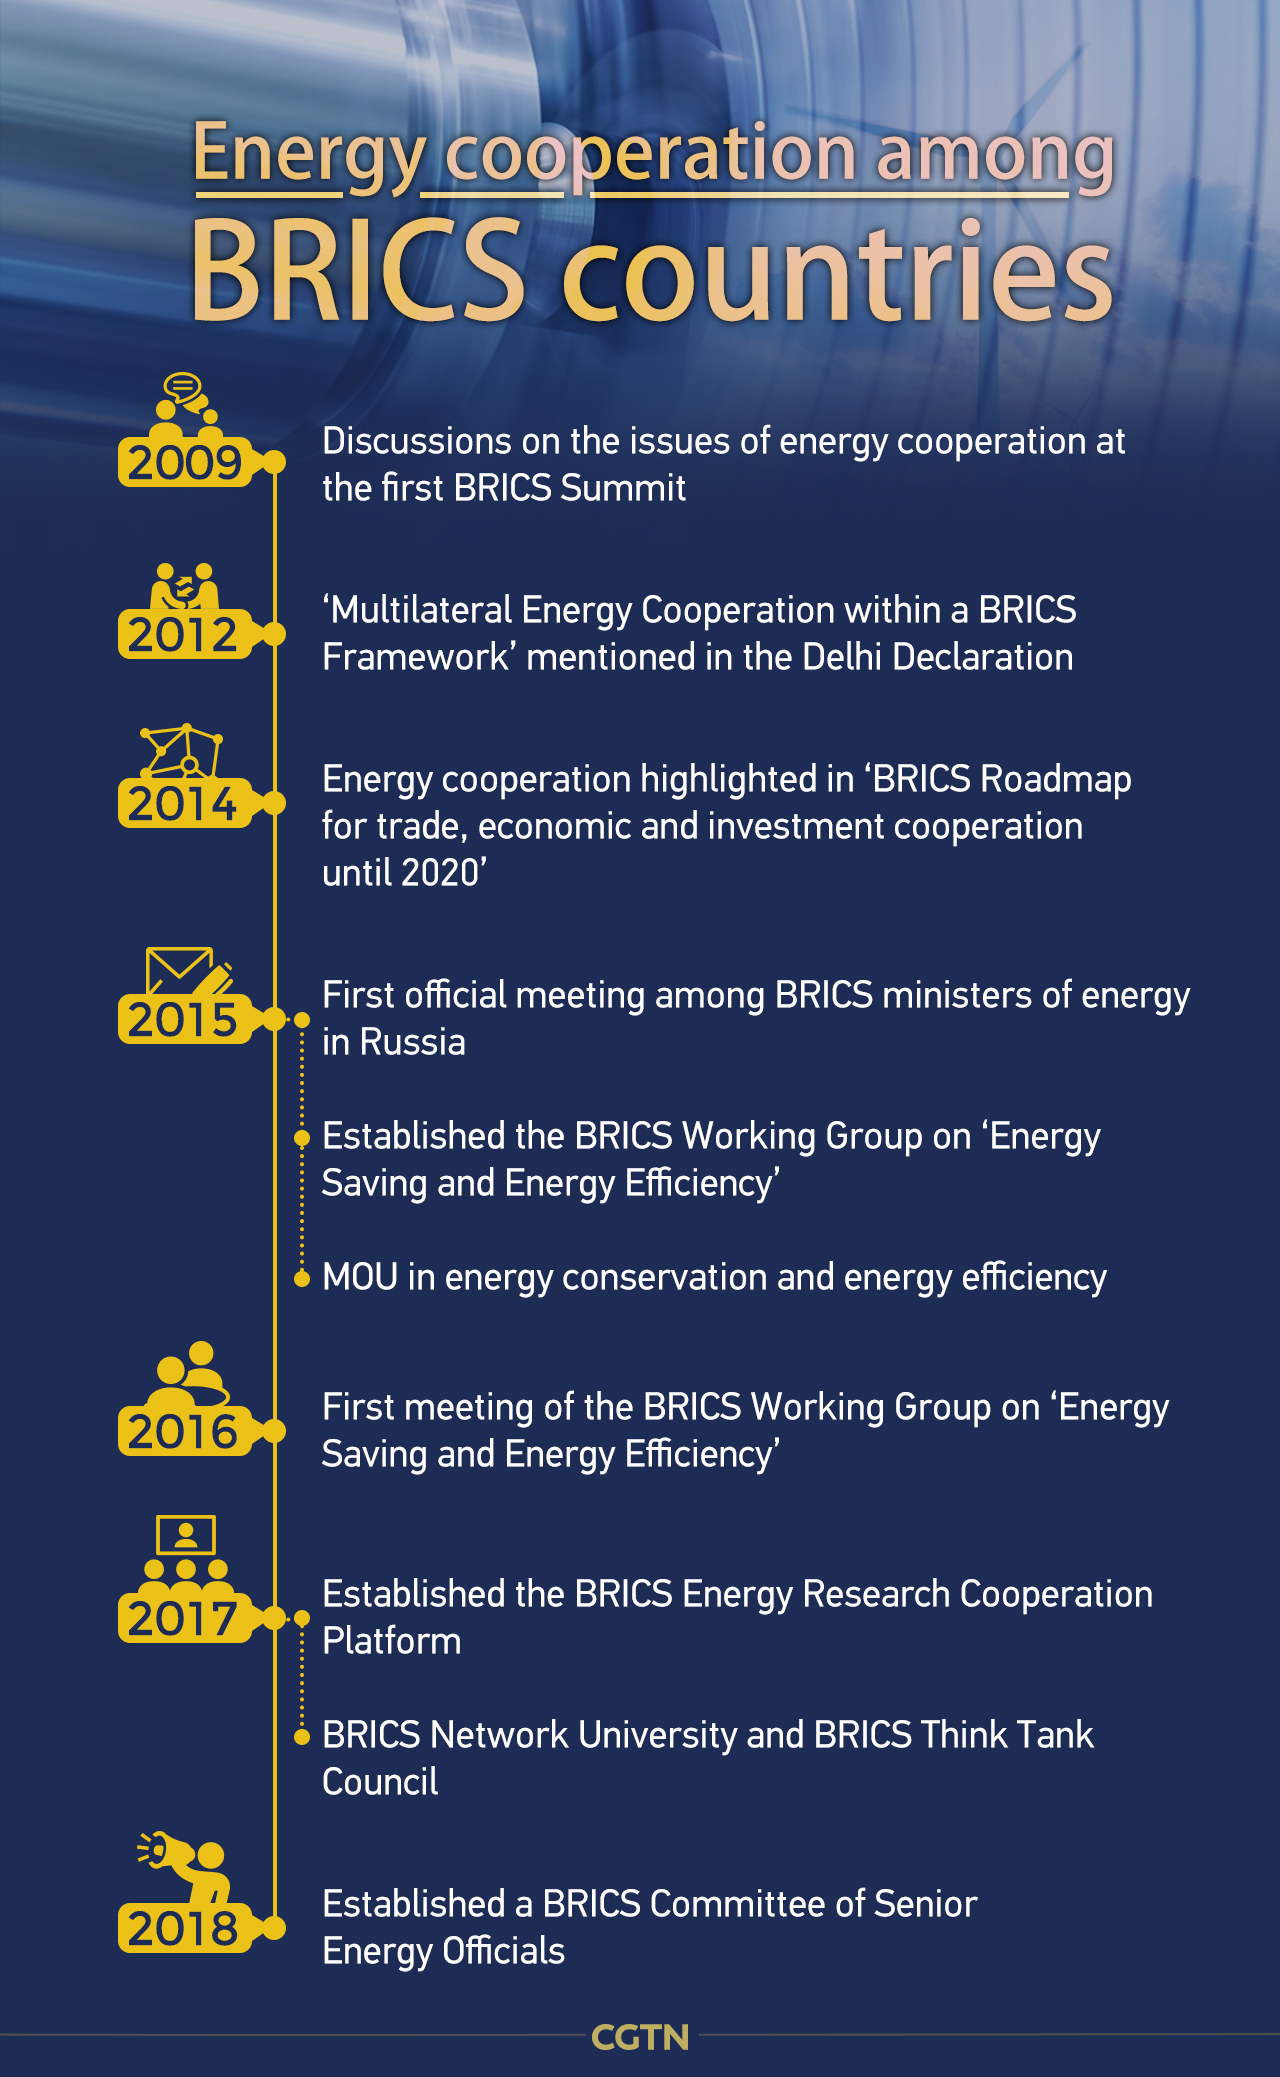 Energy cooperation among
BRICS countries
2009
Discussions on the issues of energy cooperation at
the first BRICS Summit
2012
‘Multilateral Energy Cooperation within a BRICS
Framework’ mentioned in the Delhi Declaration
2014
Energy cooperation highlighted in ‘BRICS Roadmap
for trade, economic and investment cooperation
until 2020’
2015
First official meeting among BRICS ministers of energy
in Russia
Established the BRICS Working Group on ‘Energy
Saving and Energy Efficiency’
MOU in energy conservation and energy efficiency
2016
First meeting of the BRICS Working Group on ‘Energy
Saving and Energy Efficiency’
2017
Established the BRICS Energy Research Cooperation
Platform
BRICS Network University and BRICS Think Tank
Council
2018
Established a BRICS Committee of Senior
Energy Officials
CGTN